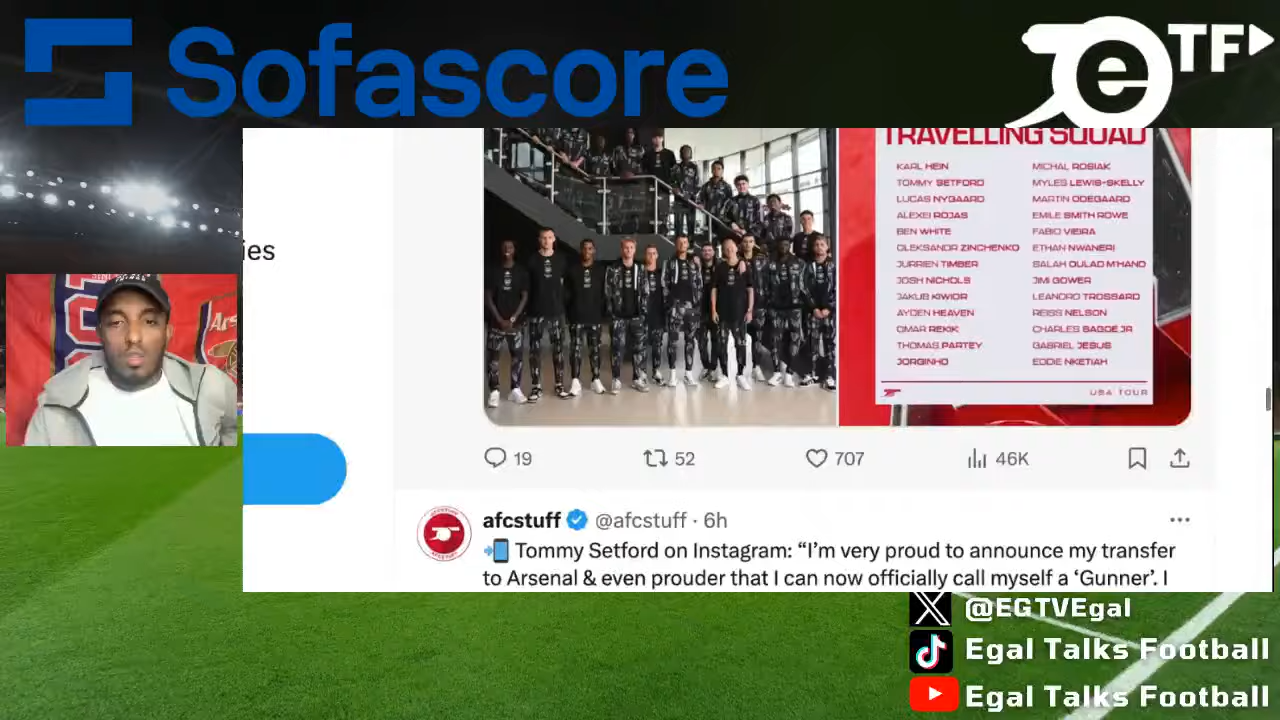 Sofascore
e TF
TRAVELLING SQUAD
KARL HEIN
TOMMY SETFORD
LUCAS NYGAARD
ALEXEI ROJAS
BEN WHITE
OLEKSANDR ZINCHENKO
JURRIEN TIMBER
JOSH NICHOLS
JAKUB KIWIOR
AYDEN HEAVEN
OMAR REKIK
THOMAS PARTEY
JORGINHO
MICHAL ROSIAK
MYLES LEWIS-SKELLY
MARTIN ODEGAARD
EMILE SMITH ROWE
FABIO VIEIRA
ETHAN NWANERI
SALAH OULAD M'HAND
JIMI GOWER
LEANDRO TROSSARD
REISS NELSON
CHARLES SAGOE JR
GABRIEL JESUS
EDDIE NKETIAH
USA TOUR
ies
19 52 707 46K
afcstuff @afcstuff · 6h
Tommy Setford on Instagram: “I’m very proud to announce my transfer
to Arsenal & even prouder that I can now officially call myself a ‘Gunner’. I
@EGTVEgal
Egal Talks Football
Egal Talks Football